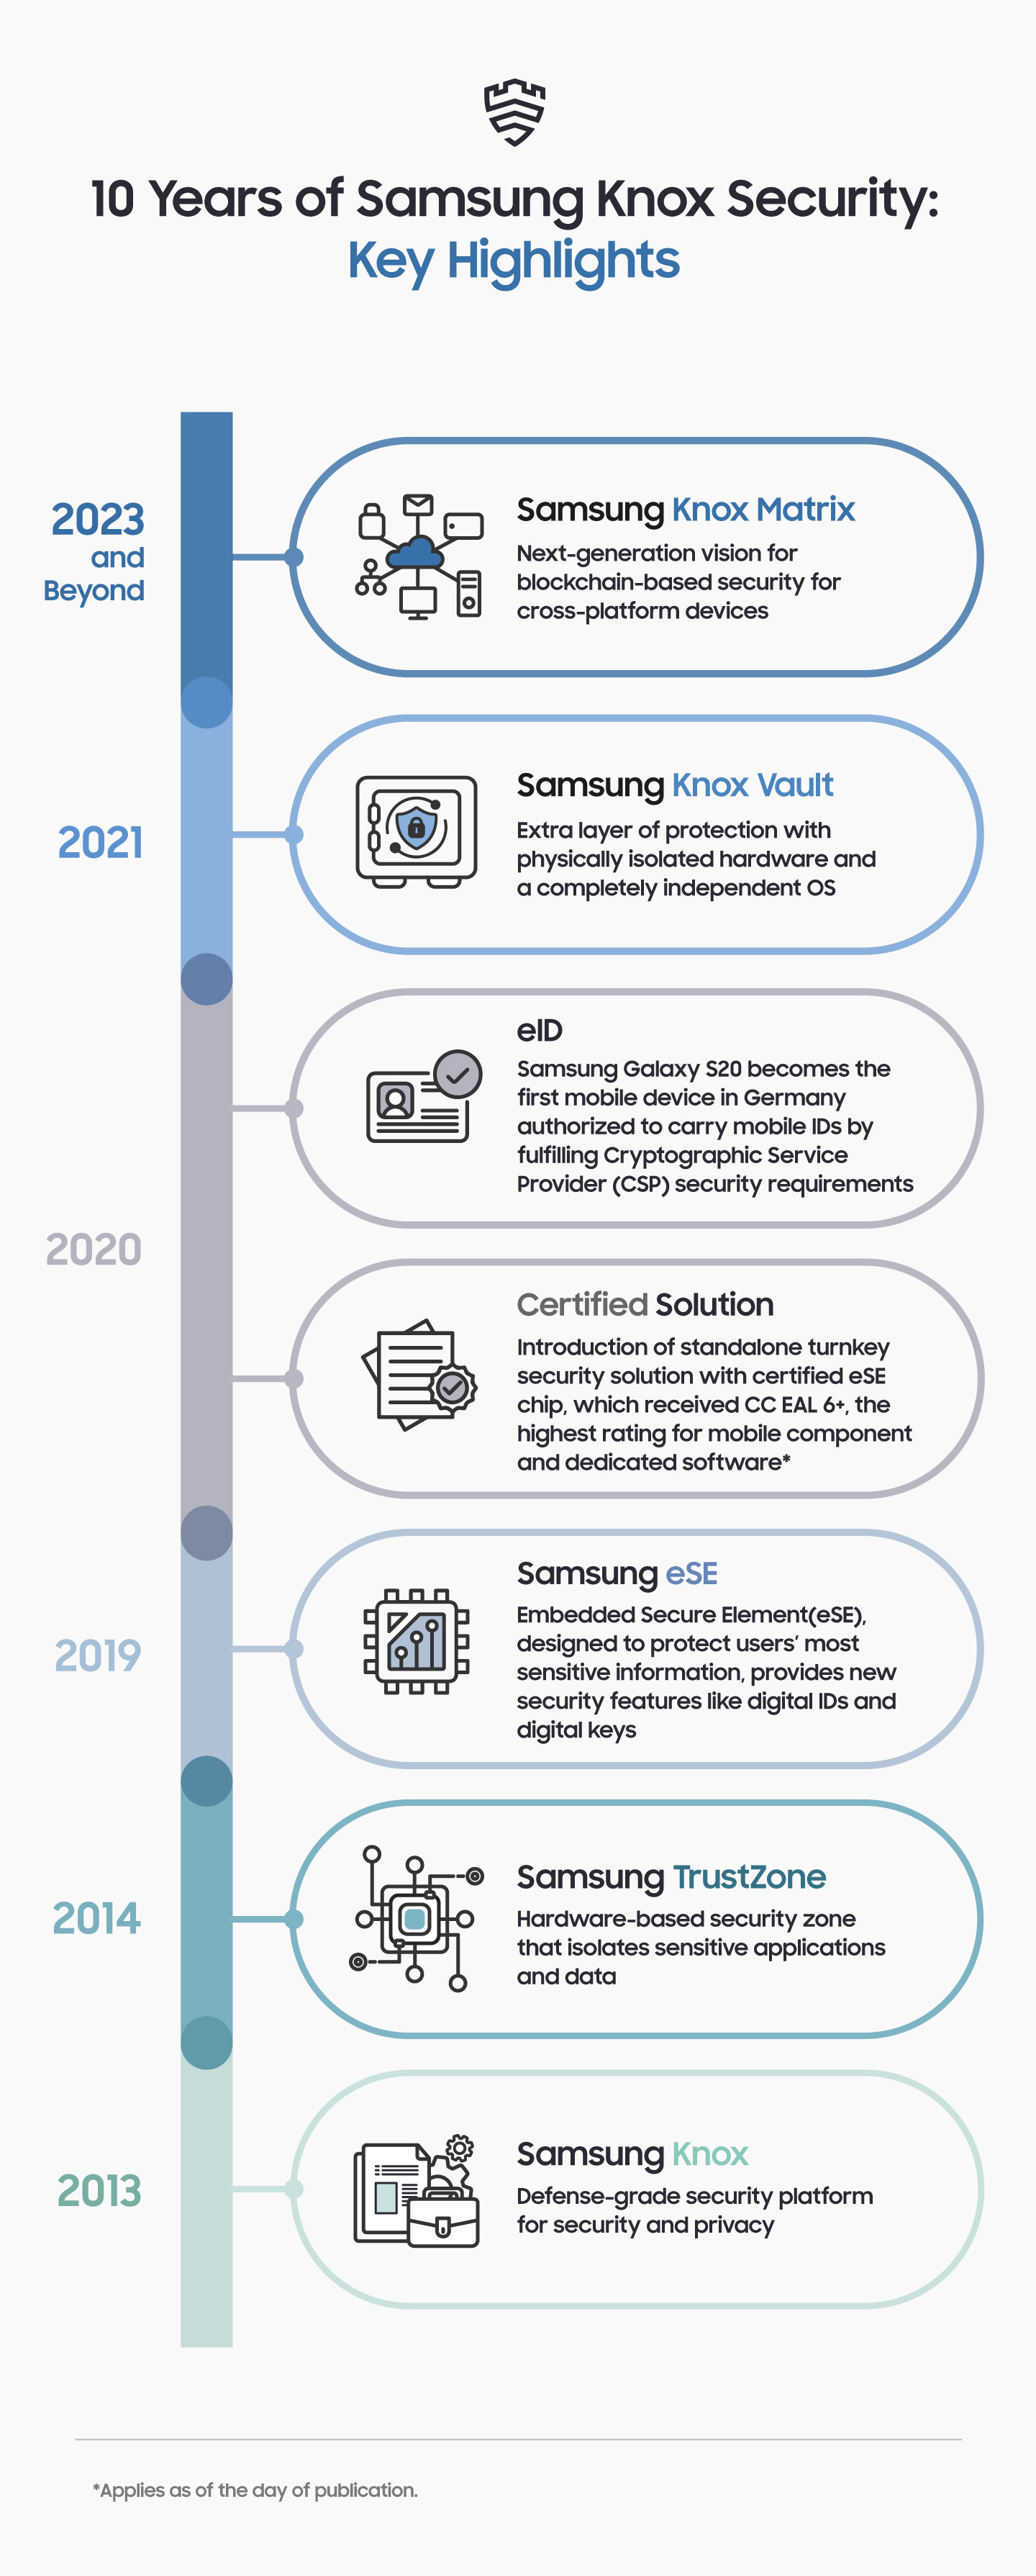 10 Years of Samsung Knox Security:
Key Highlights
2023
and
Beyond
Samsung Knox Matrix
Next-generation vision for
blockchain-based security for
cross-platform devices
2021
Samsung Knox Vault
Extra layer of protection with
physically isolated hardware and
a completely independent OS
2020
eID
Samsung Galaxy S20 becomes the
first mobile device in Germany
authorized to carry mobile IDs by
fulfilling Cryptographic Service
Provider (CSP) security requirements
Certified Solution
Introduction of standalone turnkey
security solution with certified eSE
chip, which received CC EAL 6+, the
highest rating for mobile component
and dedicated software*
2019
Samsung eSE
Embedded Secure Element(eSE),
designed to protect users’ most
sensitive information, provides new
security features like digital IDs and
digital keys
2014
Samsung TrustZone
Hardware-based security zone
that isolates sensitive applications
and data
2013
Samsung Knox
Defense-grade security platform
for security and privacy
*Applies as of the day of publication.